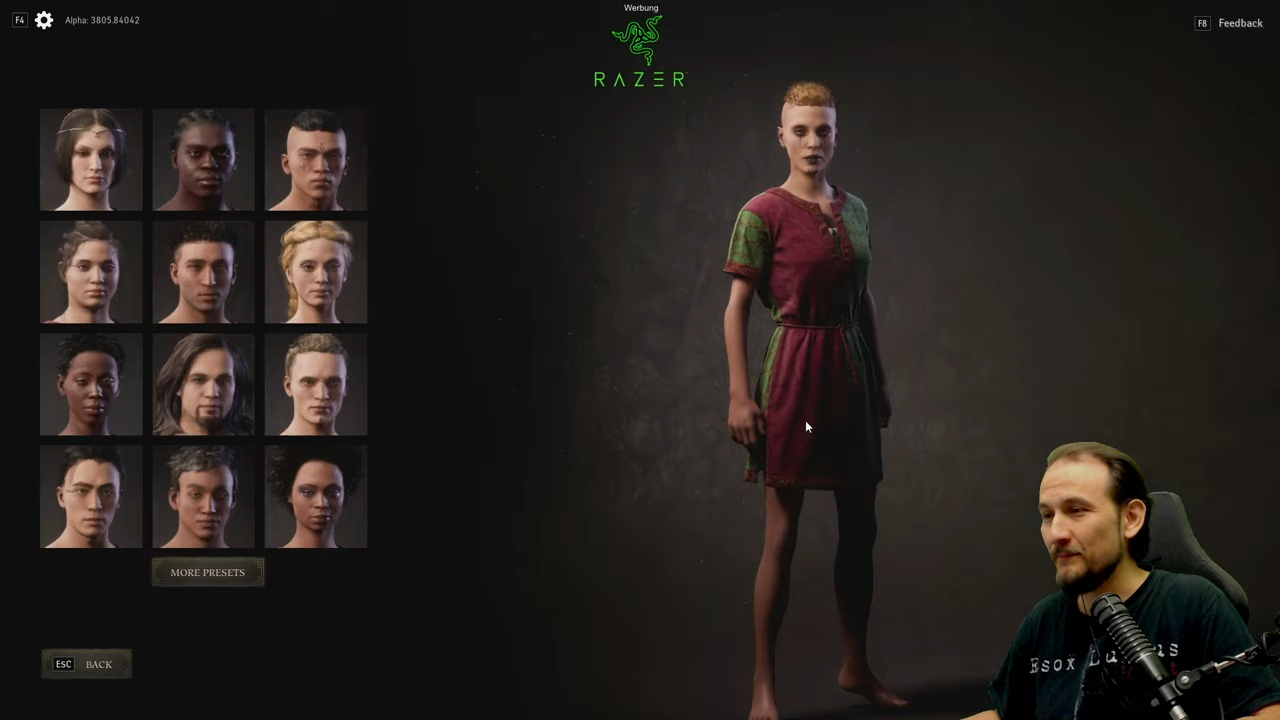 F4
Alpha: 3805.84042
Werbung
RAZER
F8 Feedback
MORE PRESETS
ESC BACK